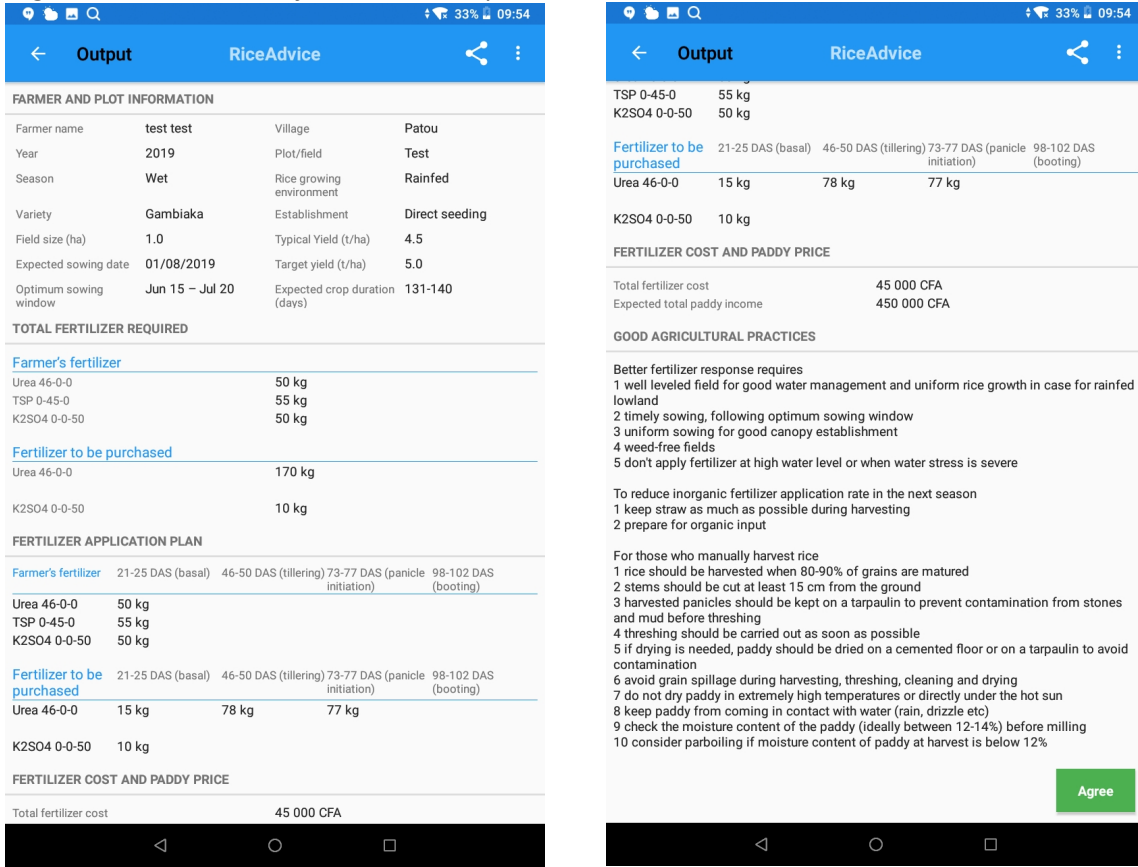 33% 09:54
Output RiceAdvice
FARMER AND PLOT INFORMATION
Farmer name test test Village Patou
Year 2019 Plot/field Test
Season Wet Rice growing environment Rainfed
Variety Gambiaka Establishment Direct seeding
Field size (ha) 1.0 Typical Yield (t/ha) 4.5
Expected sowing date 01/08/2019 Target yield (t/ha) 5.0
Optimum sowing window Jun 15 – Jul 20 Expected crop duration (days) 131-140
TOTAL FERTILIZER REQUIRED
Farmer's fertilizer
Urea 46-0-0 50 kg
TSP 0-45-0 55 kg
K2SO4 0-0-50 50 kg
Fertilizer to be purchased
Urea 46-0-0 170 kg
K2SO4 0-0-50 10 kg
FERTILIZER APPLICATION PLAN
Farmer's fertilizer 21-25 DAS (basal) 46-50 DAS (tillering) 73-77 DAS (panicle initiation) 98-102 DAS (booting)
Urea 46-0-0 50 kg
TSP 0-45-0 55 kg
K2SO4 0-0-50 50 kg
Fertilizer to be purchased 21-25 DAS (basal) 46-50 DAS (tillering) 73-77 DAS (panicle initiation) 98-102 DAS (booting)
Urea 46-0-0 15 kg 78 kg 77 kg
K2SO4 0-0-50 10 kg
FERTILIZER COST AND PADDY PRICE
Total fertilizer cost 45 000 CFA
33% 09:54
Output RiceAdvice
TSP 0-45-0 55 kg
K2SO4 0-0-50 50 kg
Fertilizer to be purchased 21-25 DAS (basal) 46-50 DAS (tillering) 73-77 DAS (panicle initiation) 98-102 DAS (booting)
Urea 46-0-0 15 kg 78 kg 77 kg
K2SO4 0-0-50 10 kg
FERTILIZER COST AND PADDY PRICE
Total fertilizer cost 45 000 CFA
Expected total paddy income 450 000 CFA
GOOD AGRICULTURAL PRACTICES
Better fertilizer response requires
1 well leveled field for good water management and uniform rice growth in case for rainfed
lowland
2 timely sowing, following optimum sowing window
3 uniform sowing for good canopy establishment
4 weed-free fields
5 don't apply fertilizer at high water level or when water stress is severe
To reduce inorganic fertilizer application rate in the next season
1 keep straw as much as possible during harvesting
2 prepare for organic input
For those who manually harvest rice
1 rice should be harvested when 80-90% of grains are matured
2 stems should be cut at least 15 cm from the ground
3 harvested panicles should be kept on a tarpaulin to prevent contamination from stones
and mud before threshing
4 threshing should be carried out as soon as possible
5 if drying is needed, paddy should be dried on a cemented floor or on a tarpaulin to avoid
contamination
6 avoid grain spillage during harvesting, threshing, cleaning and drying
7 do not dry paddy in extremely high temperatures or directly under the hot sun
8 keep paddy from coming in contact with water (rain, drizzle etc)
9 check the moisture content of the paddy (ideally between 12-14%) before milling
10 consider parboiling if moisture content of paddy at harvest is below 12%
Agree